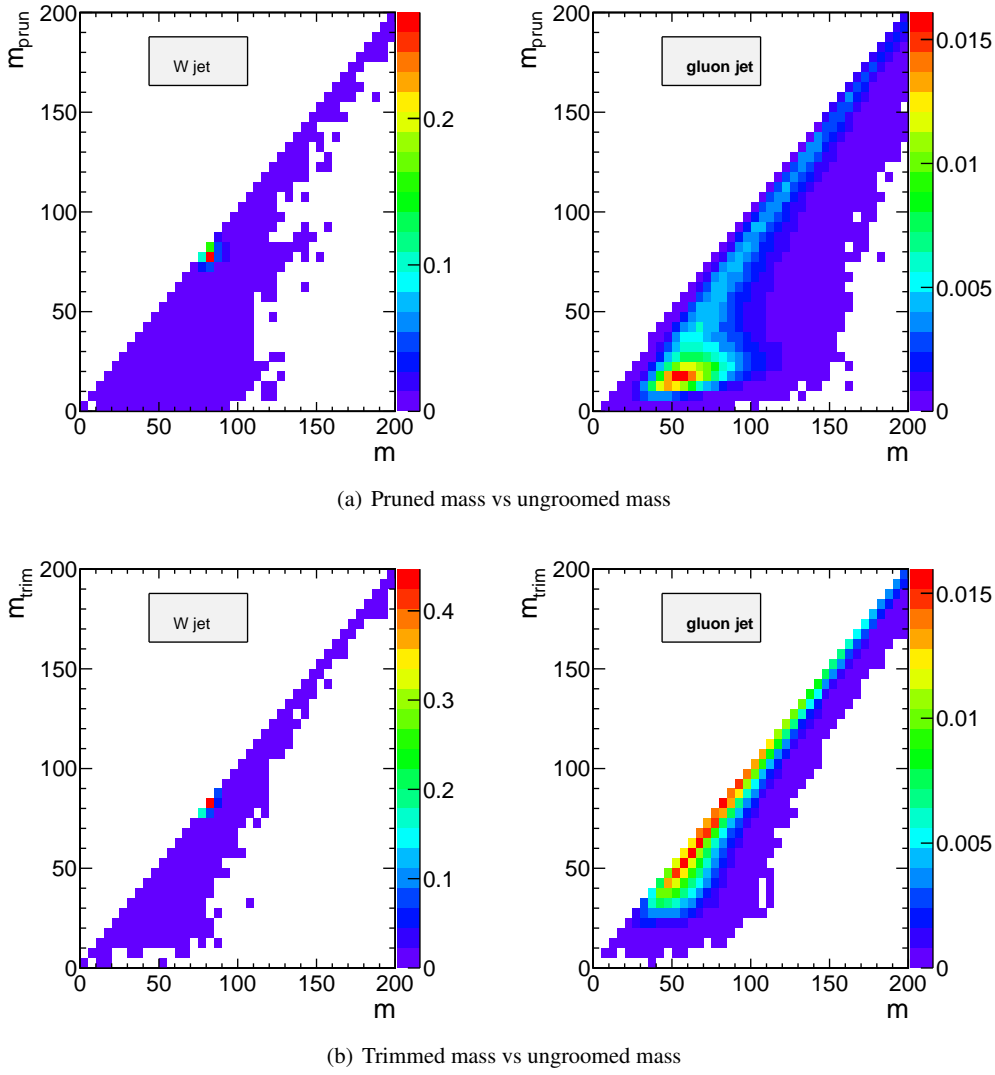 m_prun
200
150
100
50
0
W jet
0.2
0.1
0
0 50 100 150 200
m
m_prun
200
150
100
50
0
gluon jet
0.015
0.01
0.005
0
0 50 100 150 200
m
(a) Pruned mass vs ungroomed mass
m_trim
200
150
100
50
0
W jet
0.4
0.3
0.2
0.1
0
0 50 100 150 200
m
m_trim
200
150
100
50
0
gluon jet
0.015
0.01
0.005
0
0 50 100 150 200
m
(b) Trimmed mass vs ungroomed mass